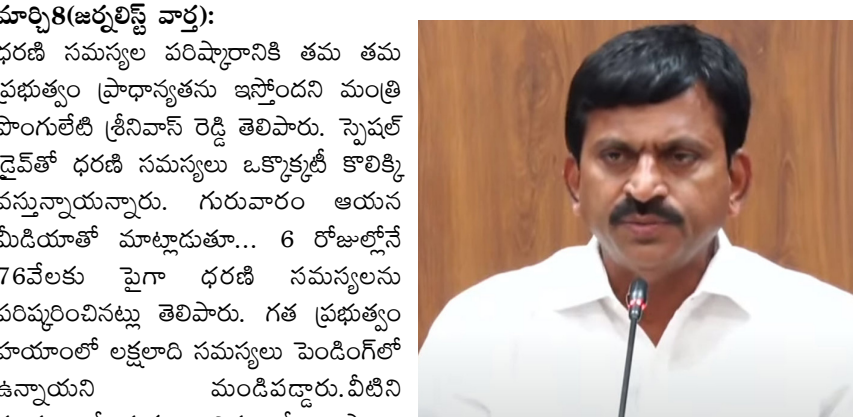 మార్చి8(జర్నలిస్ట్ వార్త):
ధరణి సమస్యల పరిష్కారానికి తమ తమ
ప్రభుత్వం ప్రాధాన్యతను ఇస్తోందని మంత్రి
పొంగులేటి శ్రీనివాస్ రెడ్డి తెలిపారు. స్పెషల్
డ్రైవ్‌తో ధరణి సమస్యలు ఒక్కొక్కటీ కొలిక్కి
వస్తున్నాయన్నారు. గురువారం ఆయన
మీడియాతో మాట్లాడుతూ... 6 రోజుల్లోనే
76వేలకు పైగా ధరణి సమస్యలను
పరిష్కరించినట్లు తెలిపారు. గత ప్రభుత్వం
హయాంలో లక్షలాది సమస్యలు పెండింగ్‌లో
ఉన్నాయని మండిపడ్డారు.వీటిని